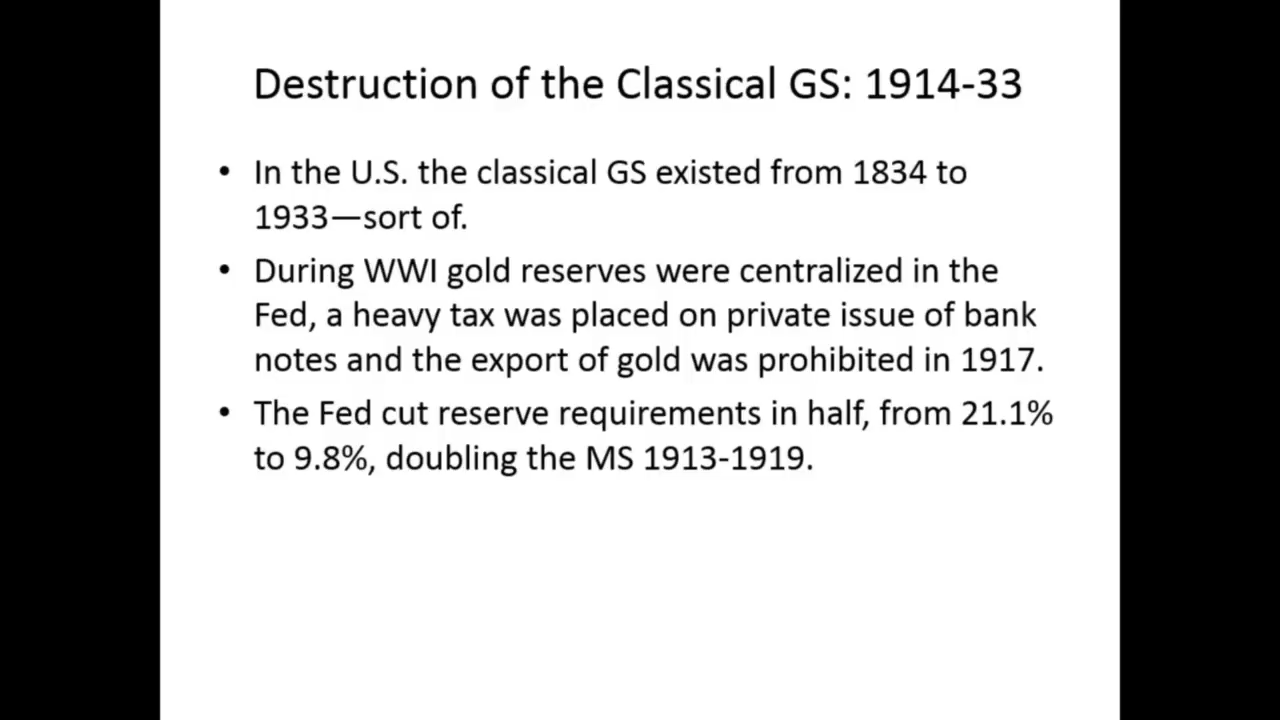 Destruction of the Classical GS: 1914-33
• In the U.S. the classical GS existed from 1834 to
1933—sort of.
• During WWI gold reserves were centralized in the
Fed, a heavy tax was placed on private issue of bank
notes and the export of gold was prohibited in 1917.
• The Fed cut reserve requirements in half, from 21.1%
to 9.8%, doubling the MS 1913-1919.